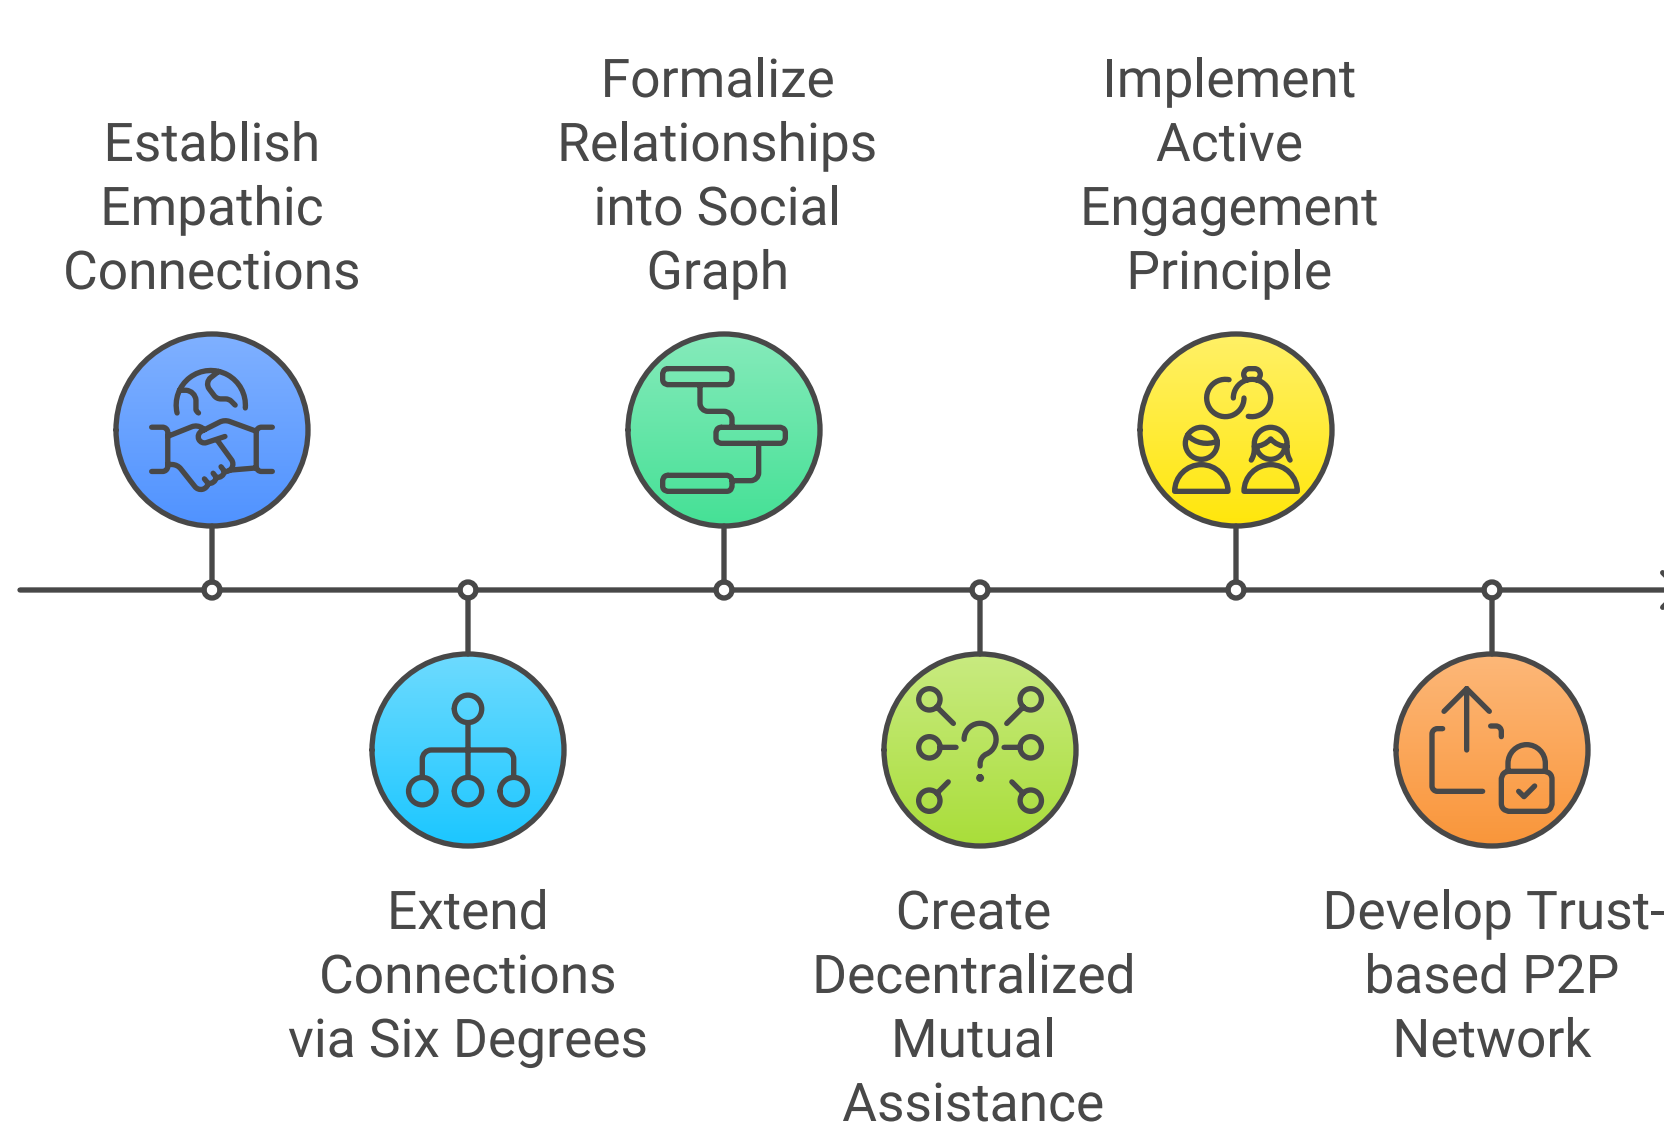 Establish
Empathic
Connections
Extend
Connections
via Six Degrees
Formalize
Relationships
into Social
Graph
Create
Decentralized
Mutual
Assistance
Implement
Active
Engagement
Principle
Develop Trust-
based P2P
Network